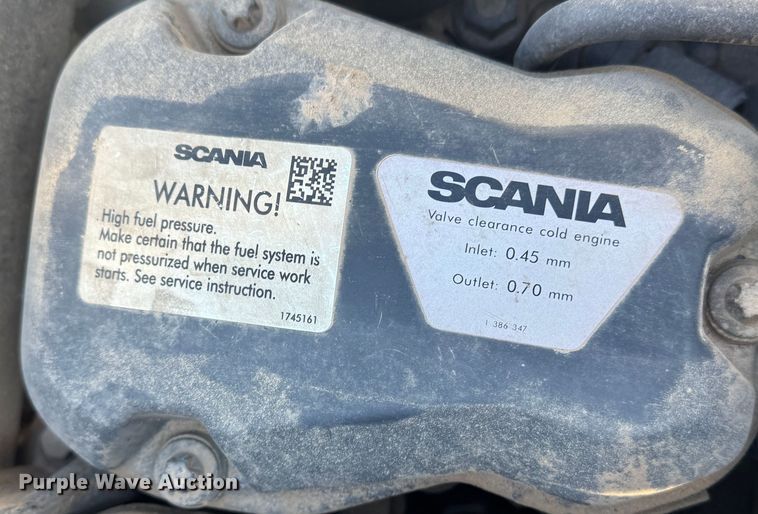 SCANIA
WARNING!
High fuel pressure.
Make certain that the fuel system is
not pressurized when service work
starts. See service instruction.
1745161
SCANIA
Valve clearance cold engine
Inlet: 0.45 mm
Outlet: 0.70 mm
1 386 347
Purple Wave Auction